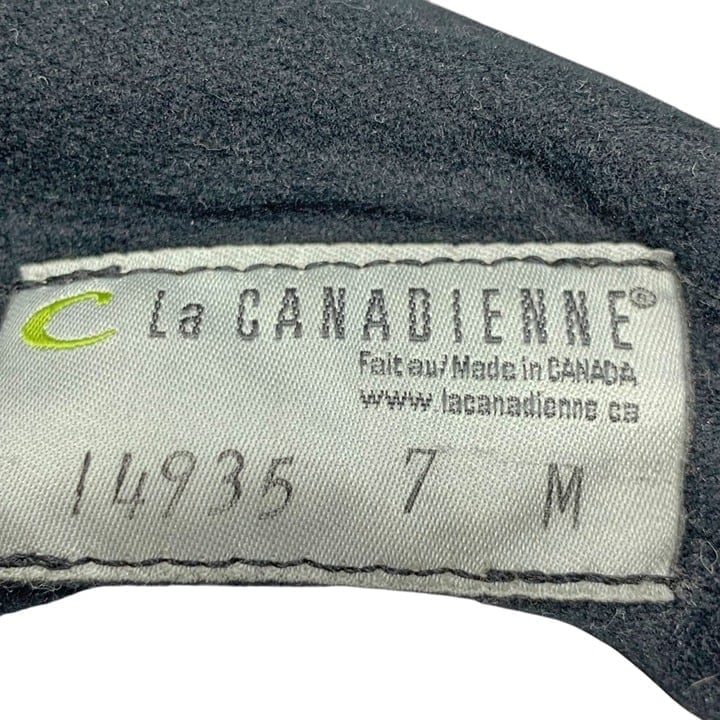 C La CANADIENNE®
Fait au/Made in CANADA
www.lacanadienne.ca
14935 7 M